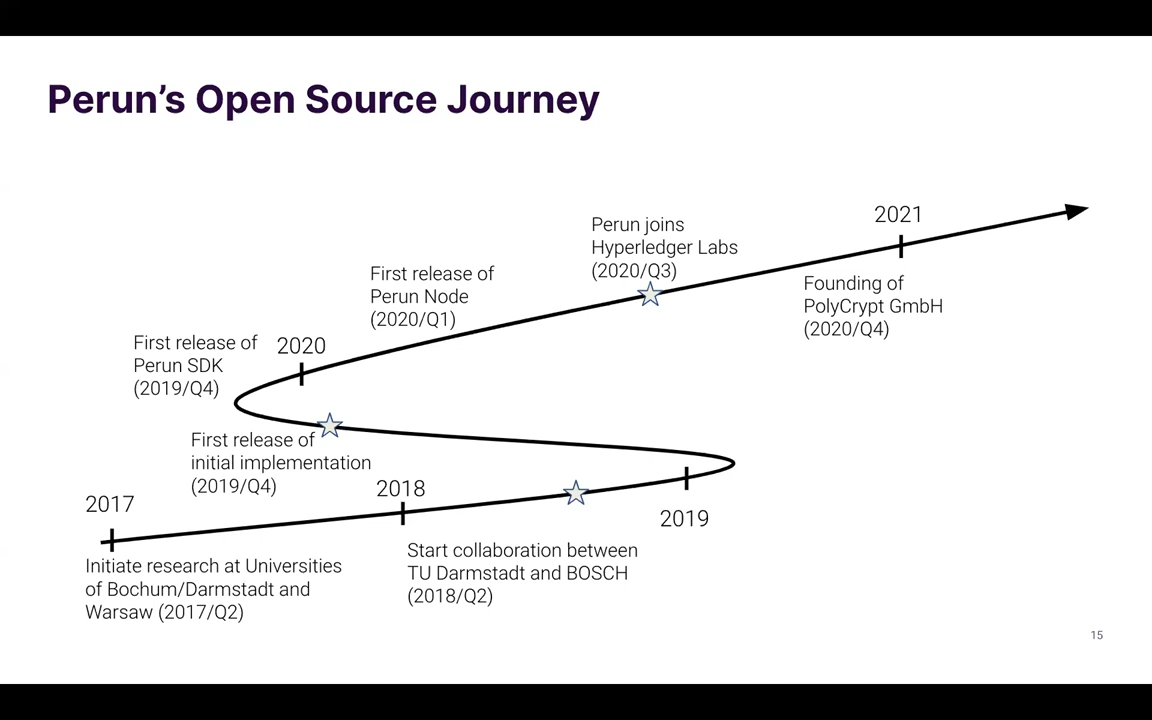 Perun's Open Source Journey
2021
Perun joins
Hyperledger Labs
(2020/Q3)
First release of
Perun Node
(2020/Q1)
Founding of
PolyCrypt GmbH
(2020/Q4)
First release of
Perun SDK
(2019/Q4)
2020
First release of
initial implementation
(2019/Q4)
2017
2018
2019
Initiate research at Universities
of Bochum/Darmstadt and
Warsaw (2017/Q2)
Start collaboration between
TU Darmstadt and BOSCH
(2018/Q2)
15